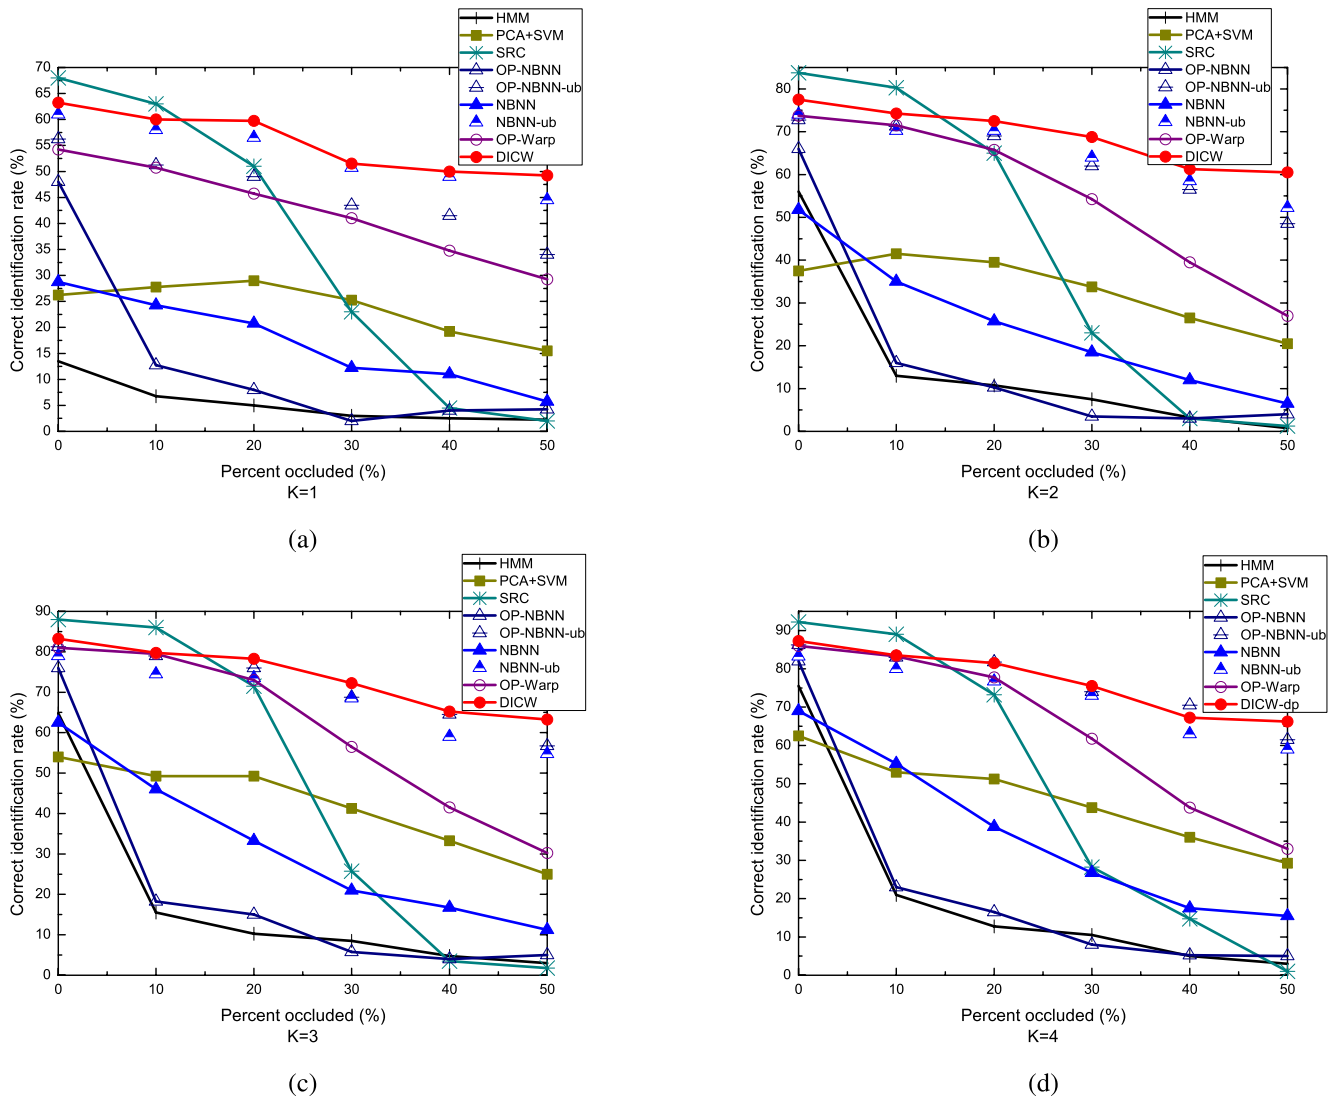 HMM
PCA+SVM
SRC
OP-NBNN
OP-NBNN-ub
NBNN
NBNN-ub
OP-Warp
DICW
70
65
60
55
50
45
40
35
30
25
20
15
10
5
0
Correct identification rate (%)
0 10 20 30 40 50
Percent occluded (%)
K=1
(a)
HMM
PCA+SVM
SRC
OP-NBNN
OP-NBNN-ub
NBNN
NBNN-ub
OP-Warp
DICW
80
70
60
50
40
30
20
10
0
Correct identification rate (%)
0 10 20 30 40 50
Percent occluded (%)
K=2
(b)
HMM
PCA+SVM
SRC
OP-NBNN
OP-NBNN-ub
NBNN
NBNN-ub
OP-Warp
DICW
90
80
70
60
50
40
30
20
10
0
Correct identification rate (%)
0 10 20 30 40 50
Percent occluded (%)
K=3
(c)
HMM
PCA+SVM
SRC
OP-NBNN
OP-NBNN-ub
NBNN
NBNN-ub
OP-Warp
DICW-dp
90
80
70
60
50
40
30
20
10
0
Correct identification rate (%)
0 10 20 30 40 50
Percent occluded (%)
K=4
(d)